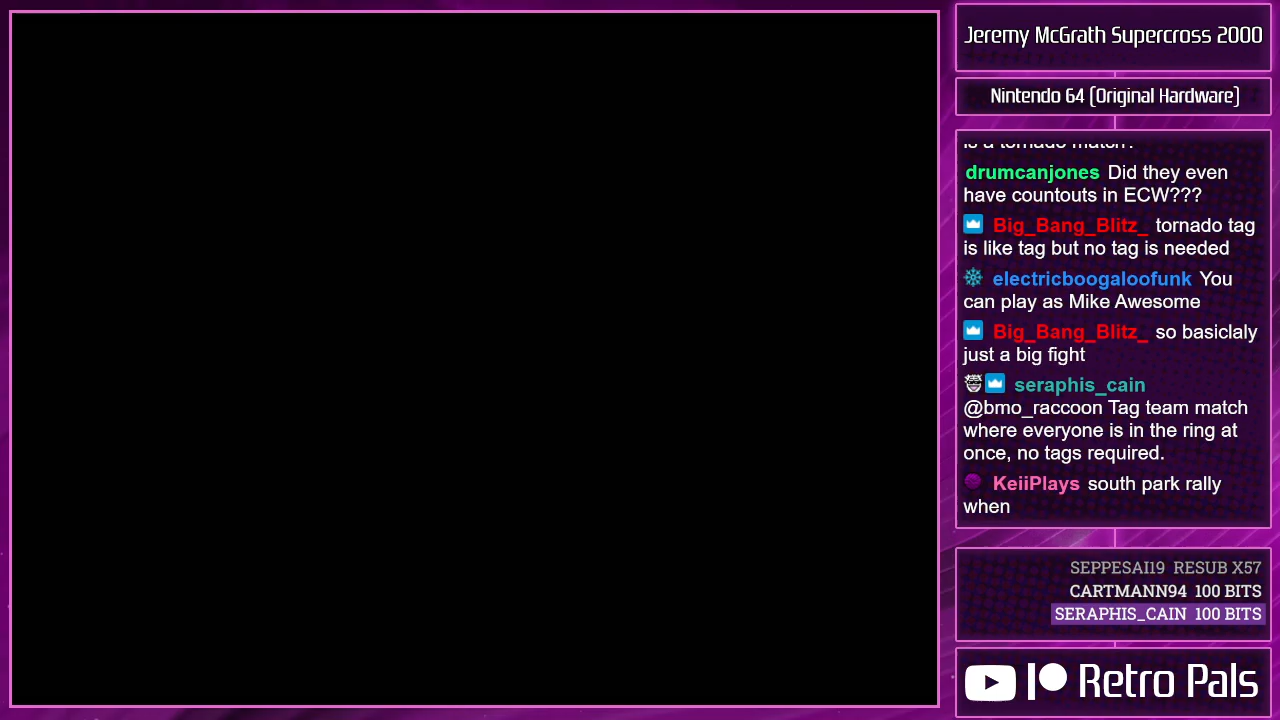 Jeremy McGrath Supercross 2000
Nintendo 64 (Original Hardware)
is a tornado match?
drumcanjones Did they even
have countouts in ECW???
Big_Bang_Blitz_ tornado tag
is like tag but no tag is needed
electricboogaloofunk You
can play as Mike Awesome
Big_Bang_Blitz_ so basiclaly
just a big fight
seraphis_cain
@bmo_raccoon Tag team match
where everyone is in the ring at
once, no tags required.
KeiiPlays south park rally
when
SEPPESAI19 RESUB X57
CARTMANN94 100 BITS
SERAPHIS_CAIN 100 BITS
Retro Pals